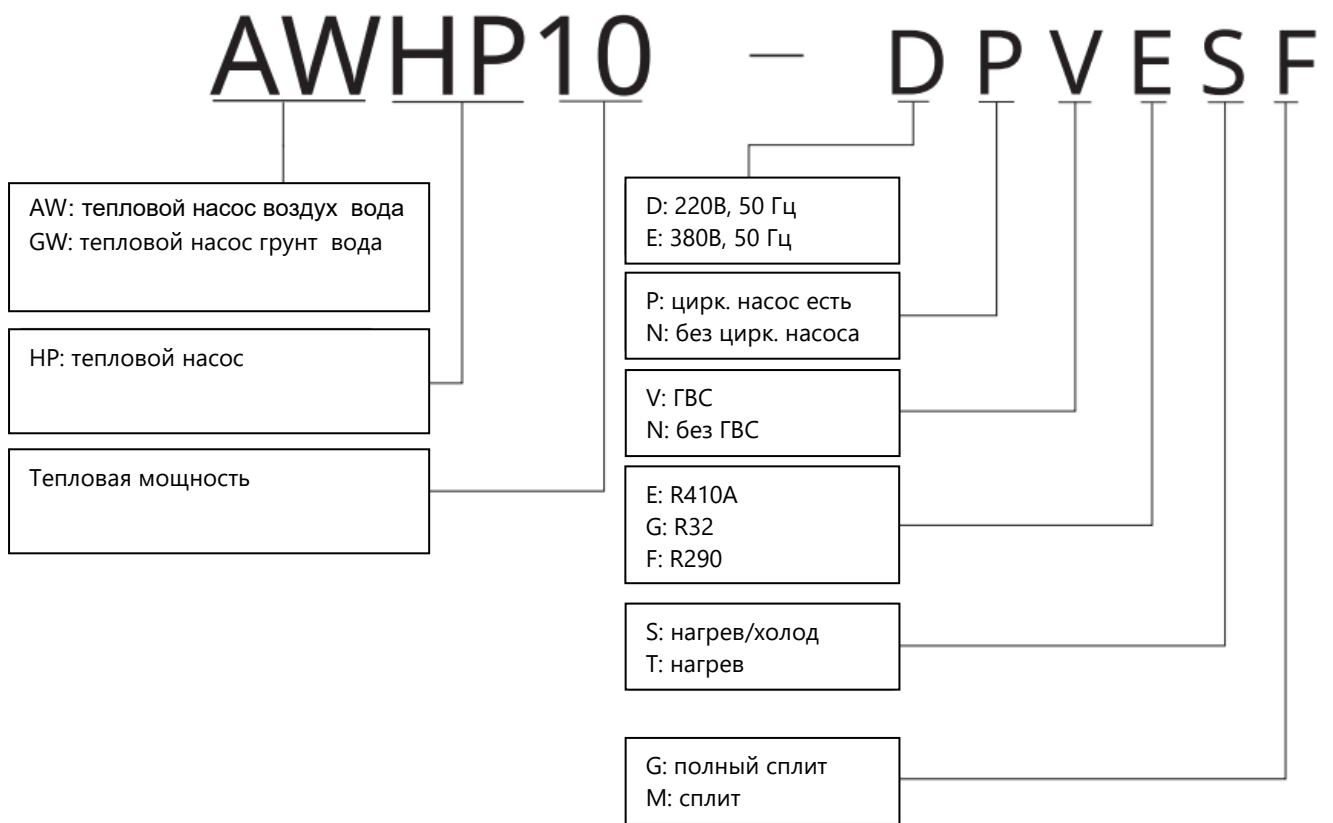 AWHP10 – DPVESF
AW: тепловой насос воздух вода
GW: тепловой насос грунт вода
HP: тепловой насос
Тепловая мощность
D: 220В, 50 Гц
E: 380В, 50 Гц
P: цирк. насос есть
N: без цирк. насоса
V: ГВС
N: без ГВС
E: R410A
G: R32
F: R290
S: нагрев/холод
T: нагрев
G: полный сплит
M: сплит